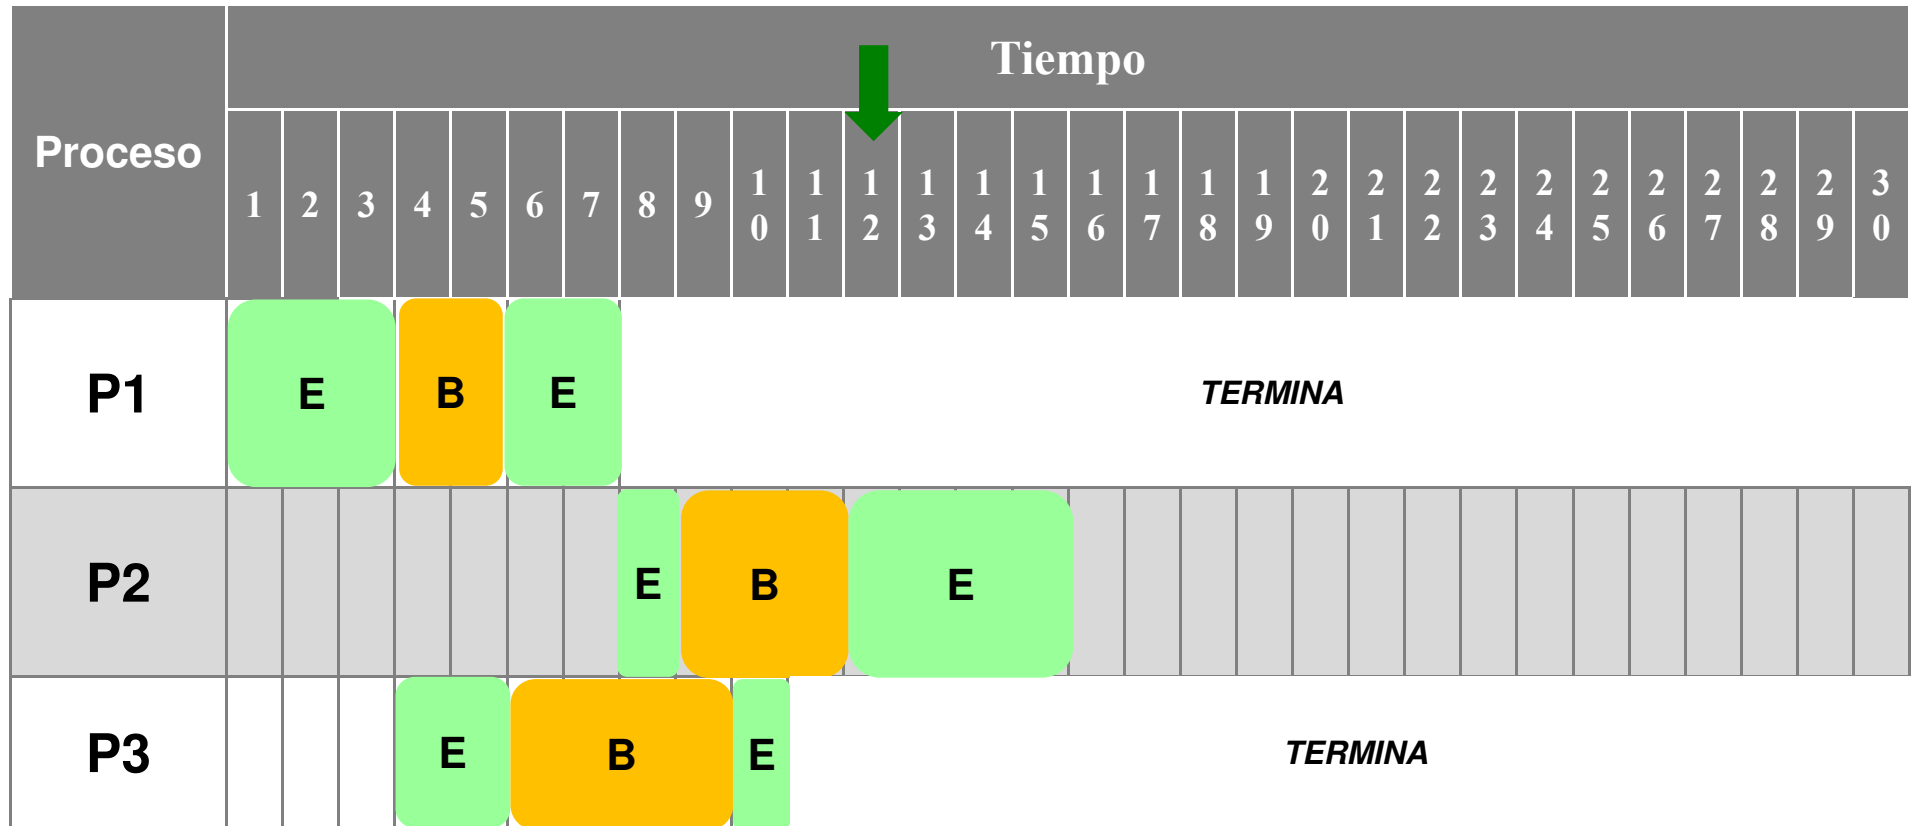 Proceso
Tiempo
1 2 3 4 5 6 7 8 9 10 11 12 13 14 15 16 17 18 19 20 21 22 23 24 25 26 27 28 29 30
P1 E B E TERMINA
P2 E B E
P3 E B E TERMINA